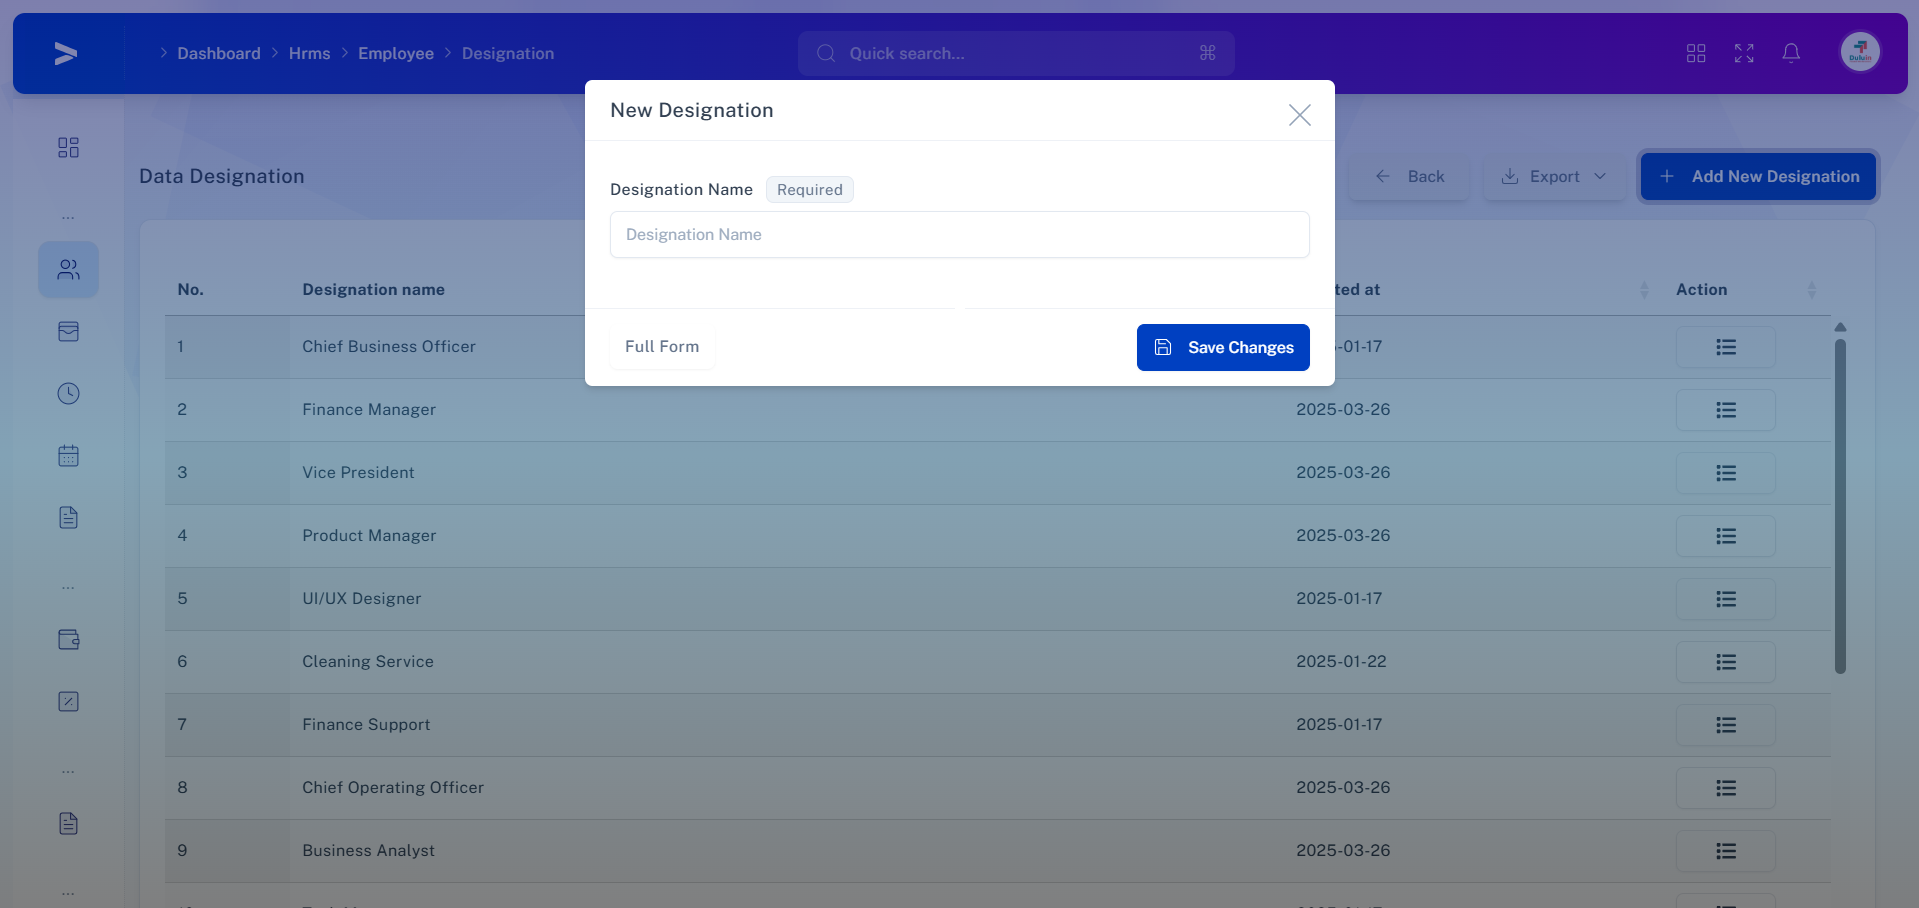 Dashboard Hrms Employee Designation
Quick search...
⌘
New Designation
Designation Name Required
Designation Name
Full Form
Save Changes
Data Designation
Back
Export
Add New Designation
No. Designation name ted at Action
1 Chief Business Officer -01-17
2 Finance Manager 2025-03-26
3 Vice President 2025-03-26
4 Product Manager 2025-03-26
5 UI/UX Designer 2025-01-17
6 Cleaning Service 2025-01-22
7 Finance Support 2025-01-17
8 Chief Operating Officer 2025-03-26
9 Business Analyst 2025-03-26
...
...
...
...